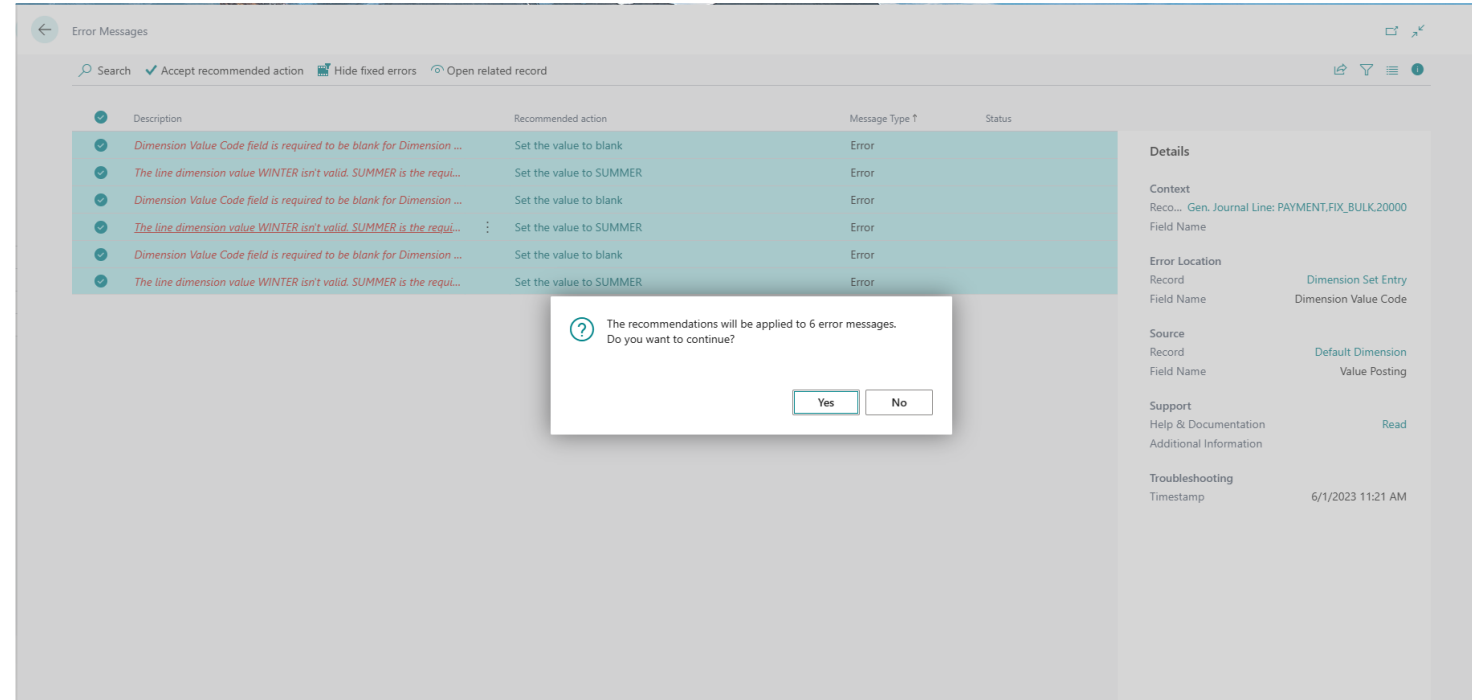 Error Messages
Search Accept recommended action Hide fixed errors Open related record
Description Recommended action Message Type ↑ Status
Dimension Value Code field is required to be blank for Dimension ... Set the value to blank Error
The line dimension value WINTER isn't valid. SUMMER is the requi... Set the value to SUMMER Error
Dimension Value Code field is required to be blank for Dimension ... Set the value to blank Error
The line dimension value WINTER isn't valid. SUMMER is the requi... Set the value to SUMMER Error
Dimension Value Code field is required to be blank for Dimension ... Set the value to blank Error
The line dimension value WINTER isn't valid. SUMMER is the requi... Set the value to SUMMER Error
The recommendations will be applied to 6 error messages.
Do you want to continue?
Yes No
Details
Context
Reco... Gen. Journal Line: PAYMENT,FIX_BULK,20000
Field Name
Error Location
Record Dimension Set Entry
Field Name Dimension Value Code
Source
Record Default Dimension
Field Name Value Posting
Support
Help & Documentation Read
Additional Information
Troubleshooting
Timestamp 6/1/2023 11:21 AM